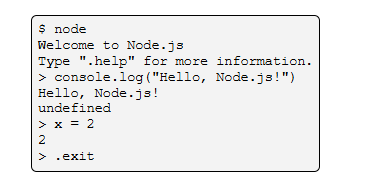 $ node
Welcome to Node.js
Type ".help" for more information.
> console.log("Hello, Node.js!")
Hello, Node.js!
undefined
> x = 2
2
> .exit